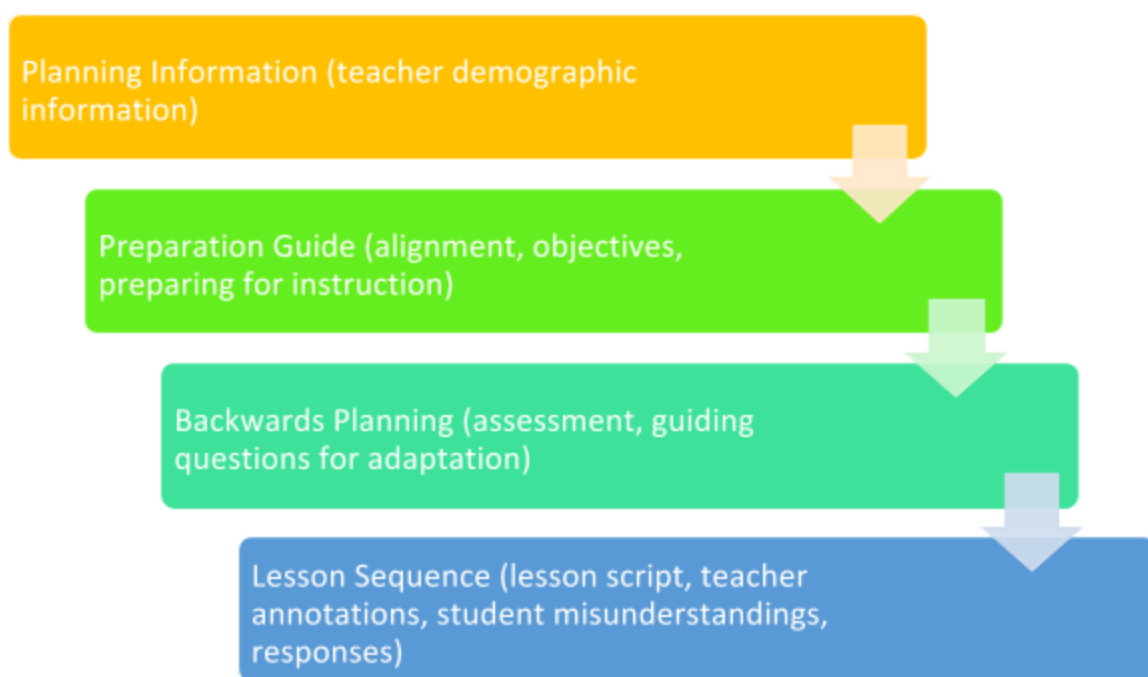 Planning Information (teacher demographic
information)
Preparation Guide (alignment, objectives,
preparing for instruction)
Backwards Planning (assessment, guiding
questions for adaptation)
Lesson Sequence (lesson script, teacher
annotations, student misunderstandings,
responses)